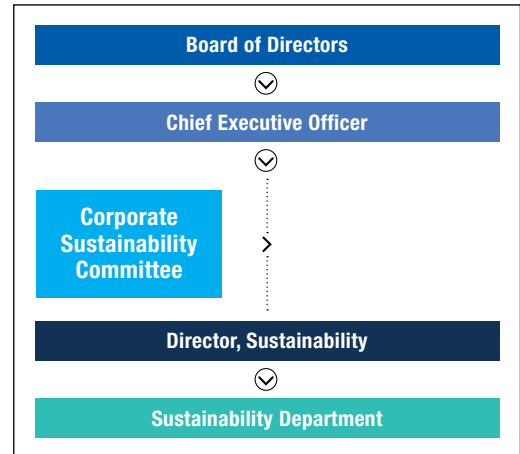 Board of Directors
Chief Executive Officer
Corporate
Sustainability
Committee
Director, Sustainability
Sustainability Department